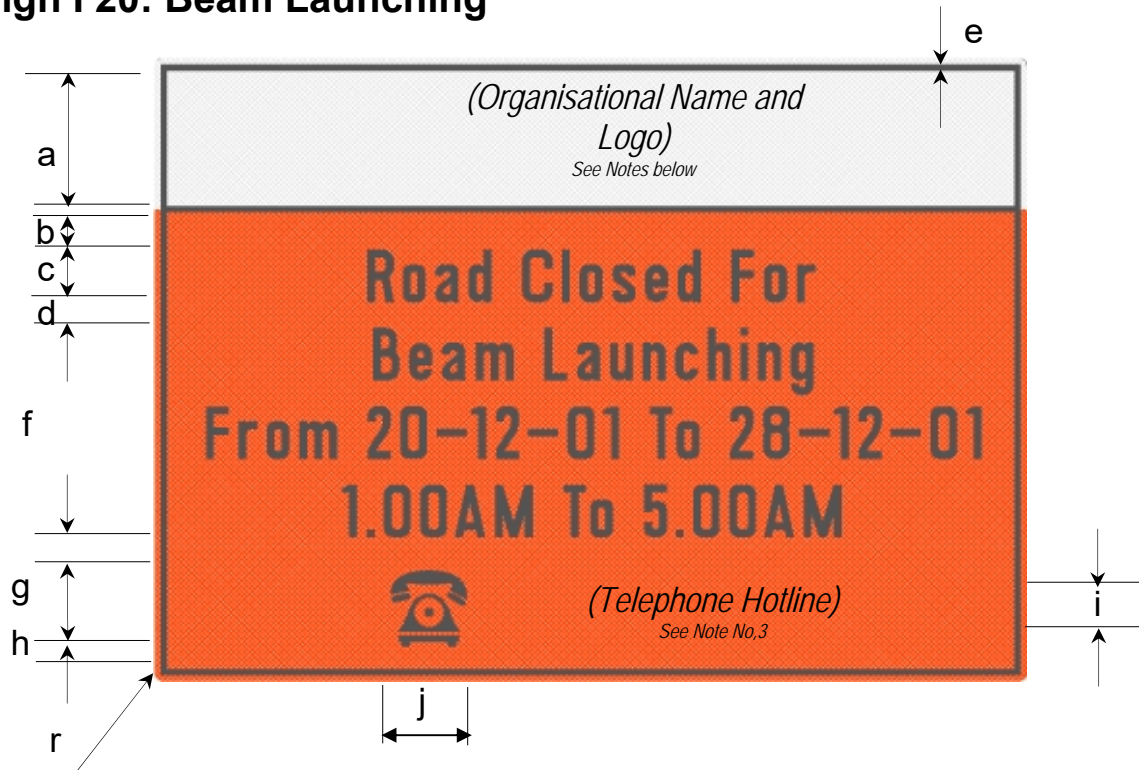 ign I 20: Beam Launching
e
(Organisational Name and
Logo)
See Notes below
a
b
c
d
Road Closed For
Beam Launching
From 20-12-01 To 28-12-01
1.00AM To 5.00AM
f
g
h
(Telephone Hotline)
See Note No,3
i
j
r